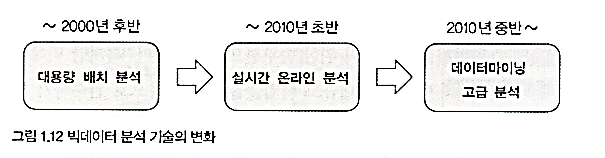 ~ 2000년 후반
~ 2010년 초반
2010년 중반 ~
대용량 배치 분석
실시간 온라인 분석
데이터마이닝
고급 분석
그림 1.12 빅데이터 분석 기술의 변화